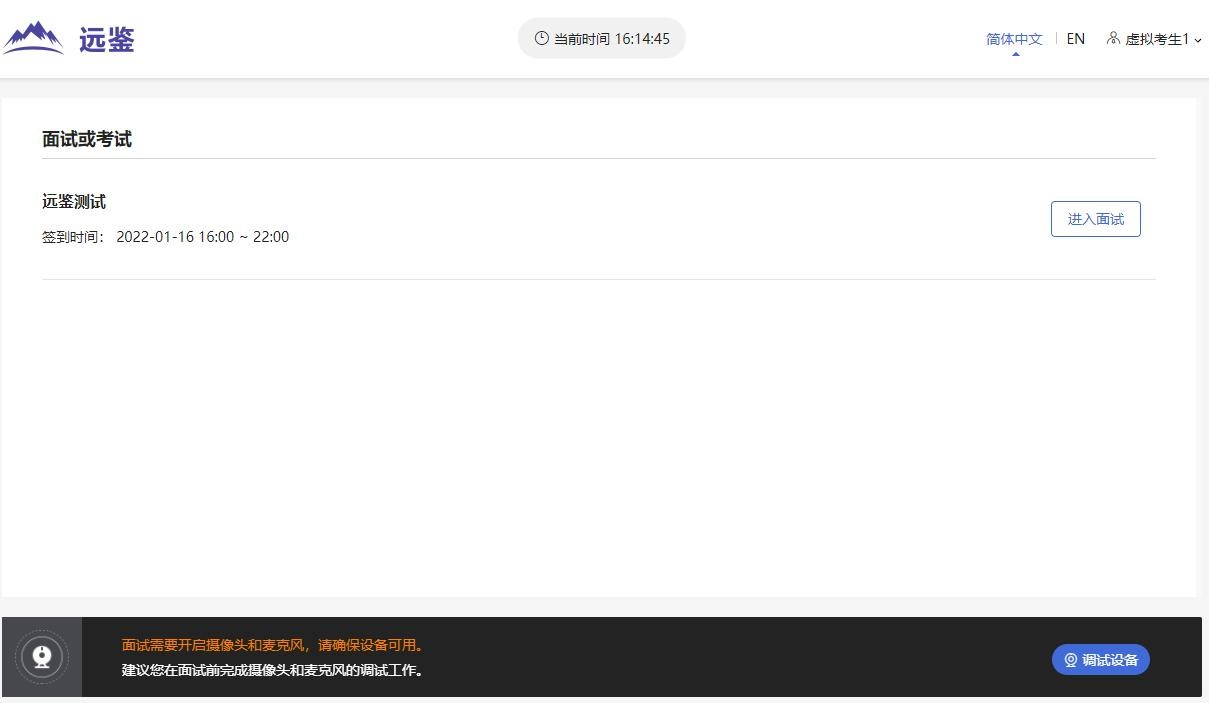 远鉴
当前时间 16:14:45
简体中文 | EN 虚拟考生1
面试或考试
远鉴测试
签到时间： 2022-01-16 16:00 ~ 22:00
进入面试
面试需要开启摄像头和麦克风，请确保设备可用。
建议您在面试前完成摄像头和麦克风的调试工作。
调试设备